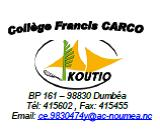 Collège Francis CARCO
KOUTIO
BP 161 – 98830 Dumbéa
Tél: 415602 , Fax: 415455
Email: ce.9830474y@ac-noumea.nc